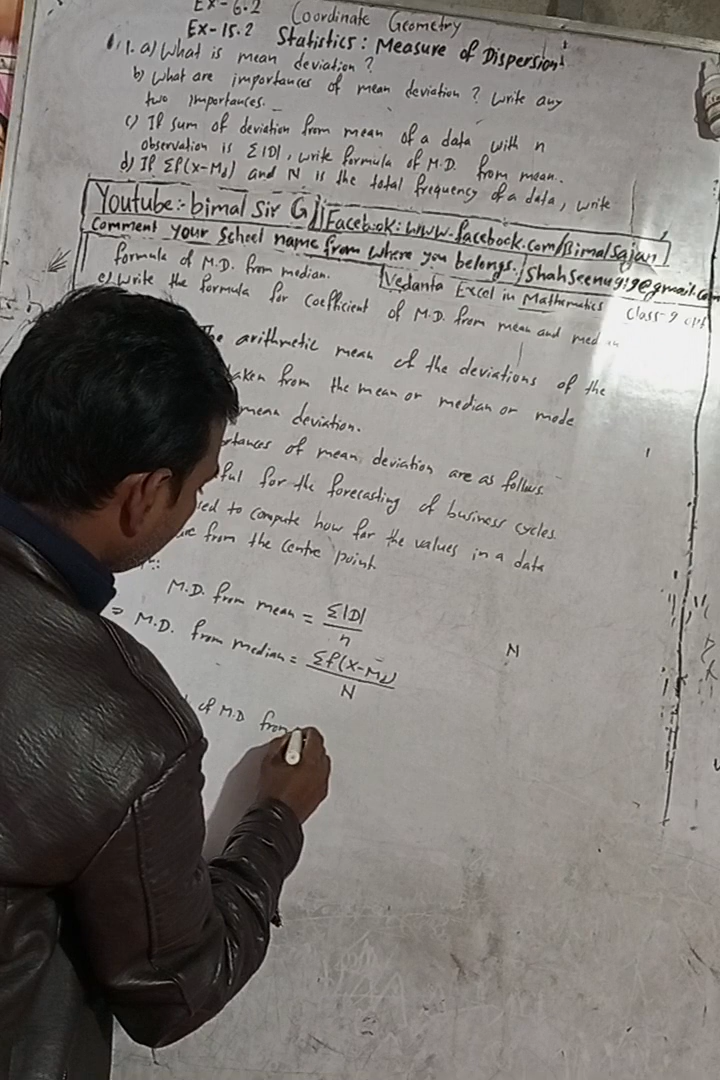 Ex-6.2 Coordinate Geometry
Ex-15.2 Statistics: Measure of Dispersion
1. a) What is mean deviation?
b) What are importances of mean deviation? Write any
two importances.
c) If sum of deviation from mean of a data with n
observation is Σ|D|, write formula of M.D. from mean.
d) If Σf(x-Md) and N is the total frequency of a data, write
Youtube:- bimal Sir G
Facebook: www.facebook.com/Bimalsajan
Comment your School name from where you belongs.
Shahseenu919@gmail.com
formula of M.D. from median.
Vedanta Excel in Mathematics Class-9 opt
e) Write the formula for coefficient of M.D. from mean and median
arithmetic mean of the deviations of the
taken from the mean or median or mode
mean deviation.
of mean deviation are as follows.
for the forecasting of business cycles.
to compute how far the values in a data
are from the centre point.
M.D. from mean = Σ|D|/n
⇒ M.D. from median = Σf(x-Md)/N
N
of M.D from